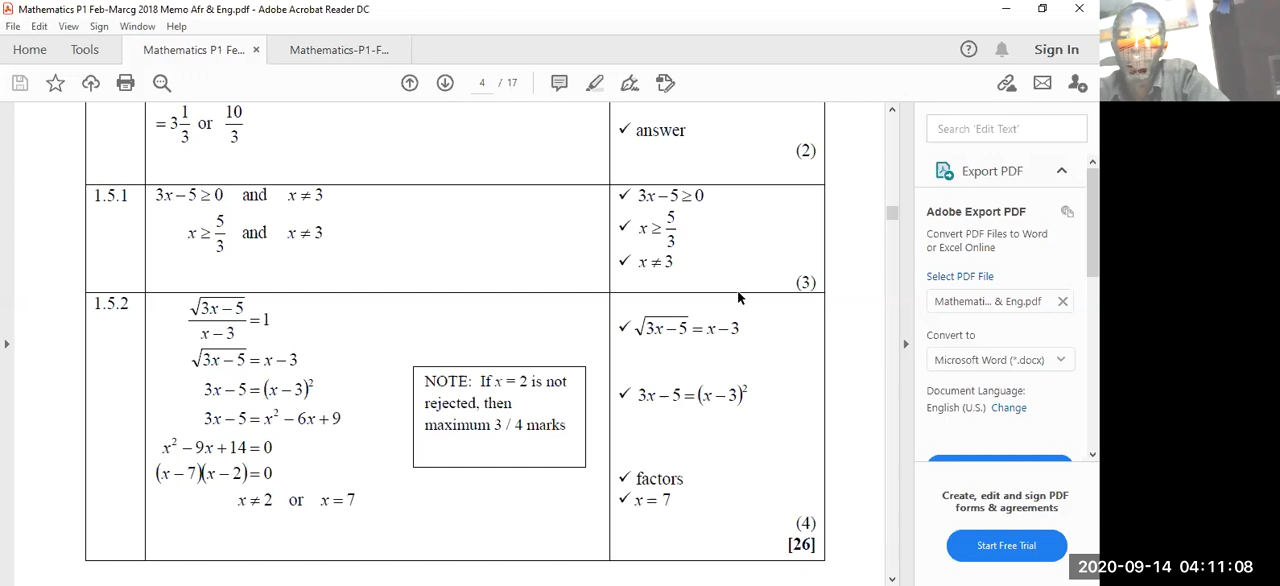 Mathematics P1 Feb-Marcg 2018 Memo Afr & Eng.pdf - Adobe Acrobat Reader DC
File Edit View Sign Window Help
Home Tools Mathematics P1 Fe... × Mathematics-P1-F... Sign In
4 / 17
= 3 1/3 or 10/3
✓ answer
(2)
1.5.1
3x − 5 ≥ 0 and x ≠ 3
x ≥ 5/3 and x ≠ 3
✓ 3x − 5 ≥ 0
✓ x ≥ 5/3
✓ x ≠ 3
(3)
1.5.2
√(3x − 5)/(x − 3) = 1
√(3x − 5) = x − 3
3x − 5 = (x − 3)²
3x − 5 = x² − 6x + 9
x² − 9x + 14 = 0
(x − 7)(x − 2) = 0
x ≠ 2 or x = 7
NOTE: If x = 2 is not
rejected, then
maximum 3 / 4 marks
✓ √(3x − 5) = x − 3
✓ 3x − 5 = (x − 3)²
✓ factors
✓ x = 7
(4)
[26]
Search 'Edit Text'
Export PDF
Adobe Export PDF
Convert PDF Files to Word
or Excel Online
Select PDF File
Mathemati... & Eng.pdf
Convert to
Microsoft Word (*.docx)
Document Language:
English (U.S.) Change
Create, edit and sign PDF
forms & agreements
Start Free Trial
2020-09-14 04:11:08